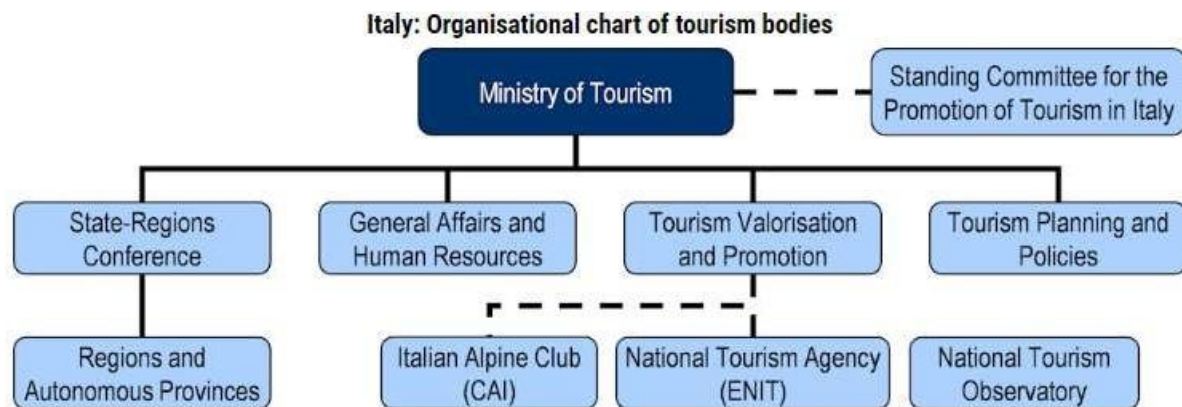 Italy: Organisational chart of tourism bodies
Ministry of Tourism
Standing Committee for the
Promotion of Tourism in Italy
State-Regions
Conference
General Affairs and
Human Resources
Tourism Valorisation
and Promotion
Tourism Planning and
Policies
Regions and
Autonomous Provinces
Italian Alpine Club
(CAI)
National Tourism Agency
(ENIT)
National Tourism
Observatory